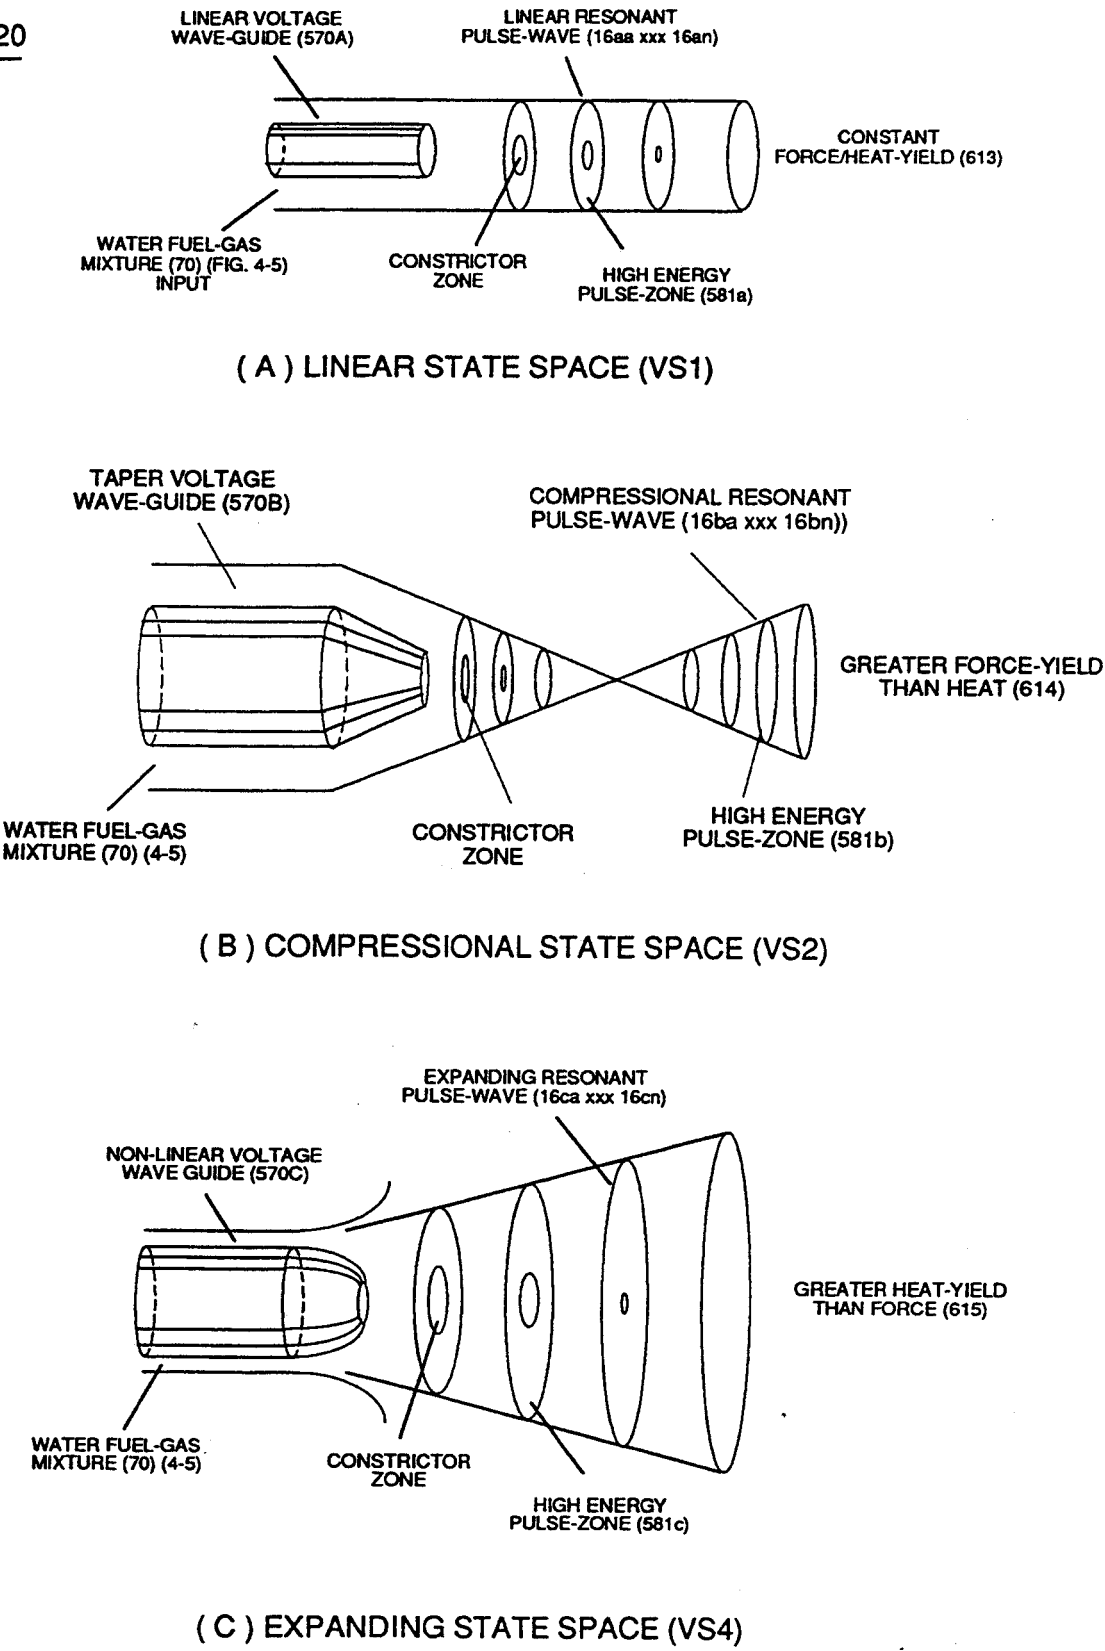 20
LINEAR VOLTAGE
WAVE-GUIDE (570A)
LINEAR RESONANT
PULSE-WAVE (16aa xxx 16an)
CONSTANT
FORCE/HEAT-YIELD (613)
WATER FUEL-GAS
MIXTURE (70) (FIG. 4-5)
INPUT
CONSTRICTOR
ZONE
HIGH ENERGY
PULSE-ZONE (581a)
( A ) LINEAR STATE SPACE (VS1)
TAPER VOLTAGE
WAVE-GUIDE (570B)
COMPRESSIONAL RESONANT
PULSE-WAVE (16ba xxx 16bn))
GREATER FORCE-YIELD
THAN HEAT (614)
WATER FUEL-GAS
MIXTURE (70) (4-5)
CONSTRICTOR
ZONE
HIGH ENERGY
PULSE-ZONE (581b)
( B ) COMPRESSIONAL STATE SPACE (VS2)
EXPANDING RESONANT
PULSE-WAVE (16ca xxx 16cn)
NON-LINEAR VOLTAGE
WAVE GUIDE (570C)
GREATER HEAT-YIELD
THAN FORCE (615)
WATER FUEL-GAS
MIXTURE (70) (4-5)
CONSTRICTOR
ZONE
HIGH ENERGY
PULSE-ZONE (581c)
( C ) EXPANDING STATE SPACE (VS4)